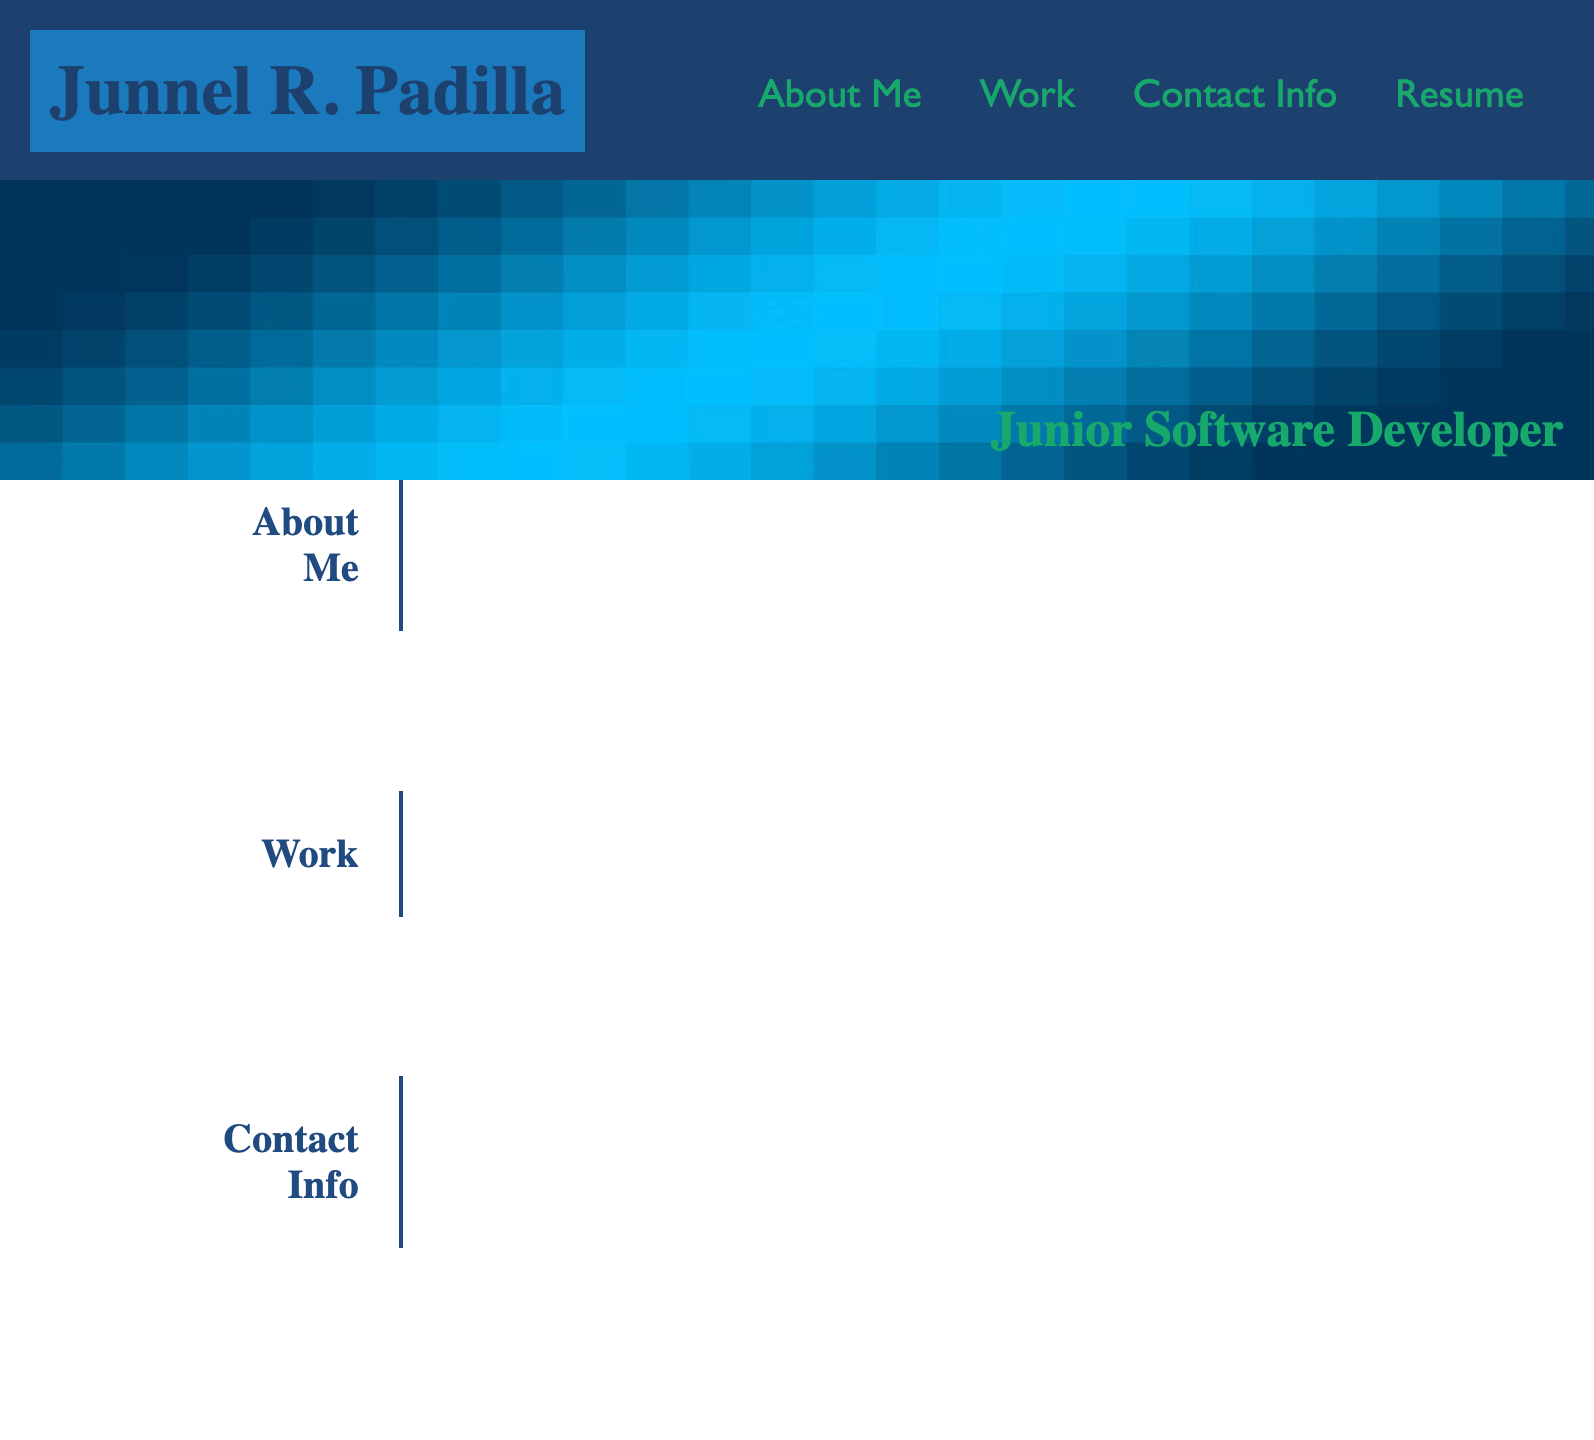 Junnel R. Padilla
About Me Work Contact Info Resume
Junior Software Developer
About
Me
Work
Contact
Info